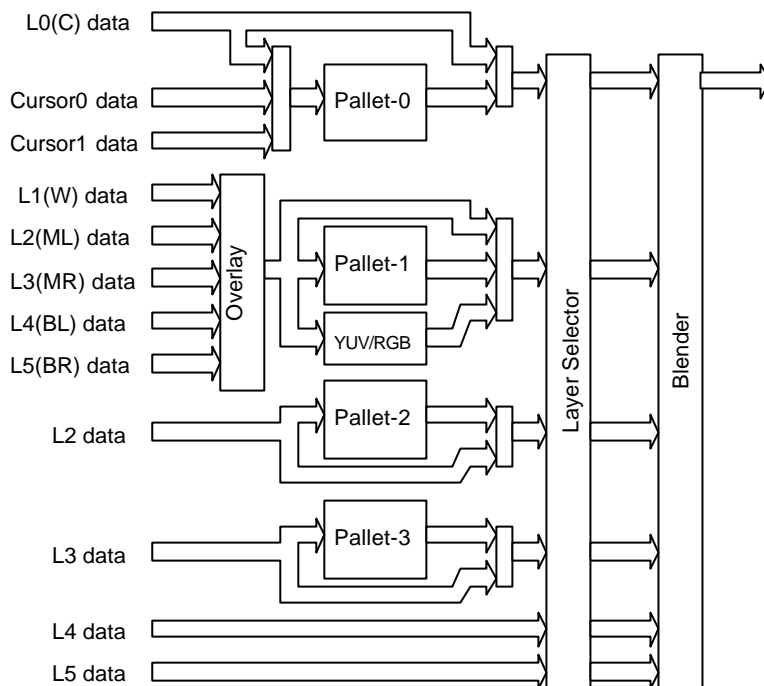 L0(C) data
Cursor0 data
Pallet-0
Cursor1 data
L1(W) data
L2(ML) data
L3(MR) data
L4(BL) data
L5(BR) data
Overlay
Pallet-1
YUV/RGB
L2 data
Pallet-2
L3 data
Pallet-3
L4 data
L5 data
Layer Selector
Blender